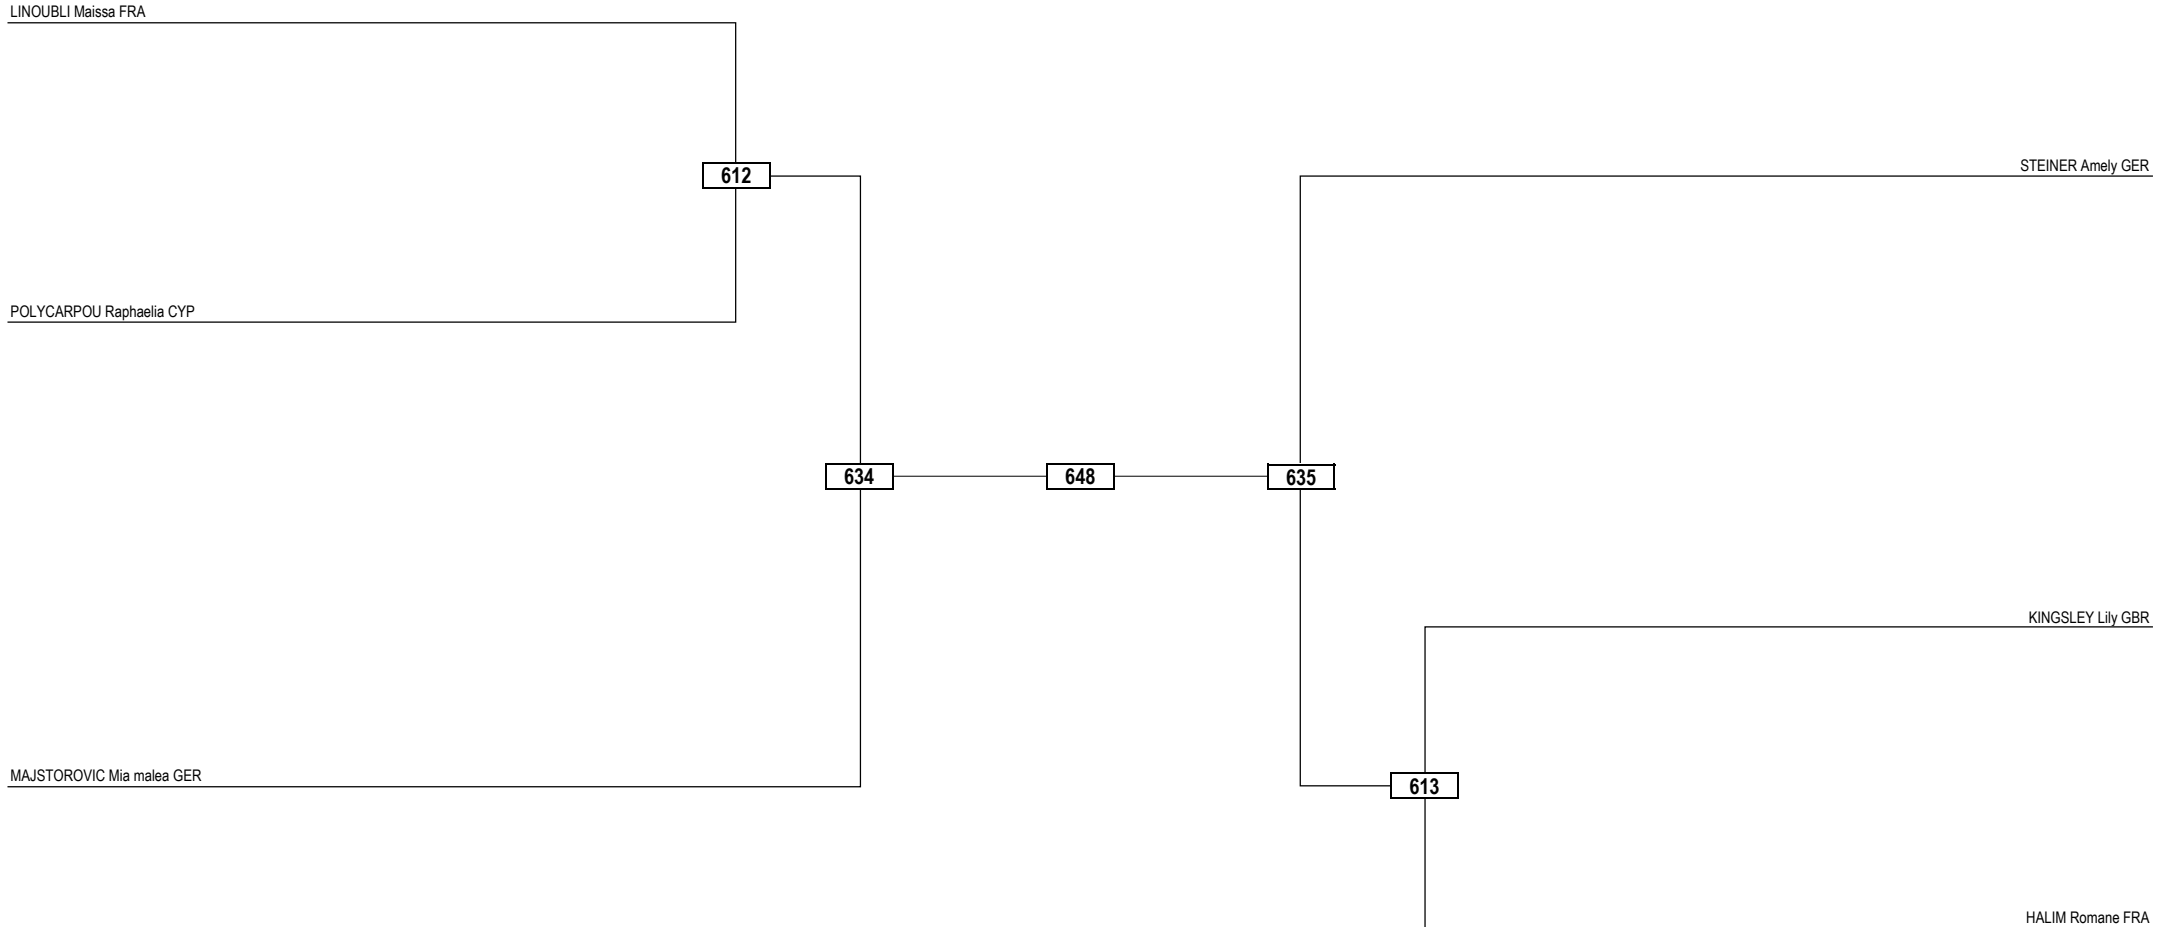 LINOUBLI Maissa FRA
612
STEINER Amely GER
POLYCARPOU Raphaelia CYP
634
648
635
KINGSLEY Lily GBR
MAJSTOROVIC Mia malea GER
613
HALIM Romane FRA